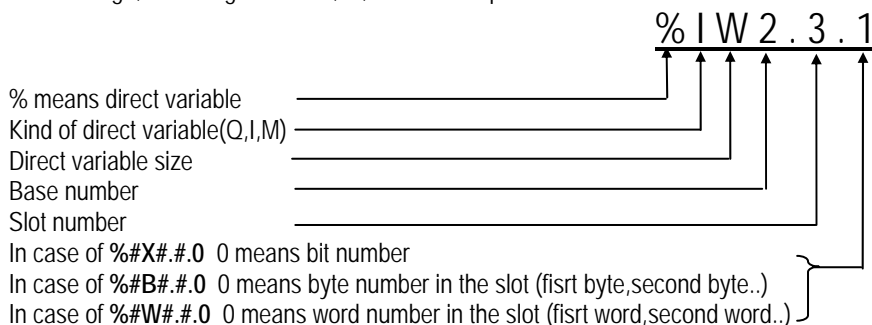 %IW2.3.1
% means direct variable
Kind of direct variable(Q,I,M)
Direct variable size
Base number
Slot number
In case of %#X#.#.0 0 means bit number
In case of %#B#.#.0 0 means byte number in the slot (fisrt byte,second byte..)
In case of %#W#.#.0 0 means word number in the slot (fisrt word,second word..)